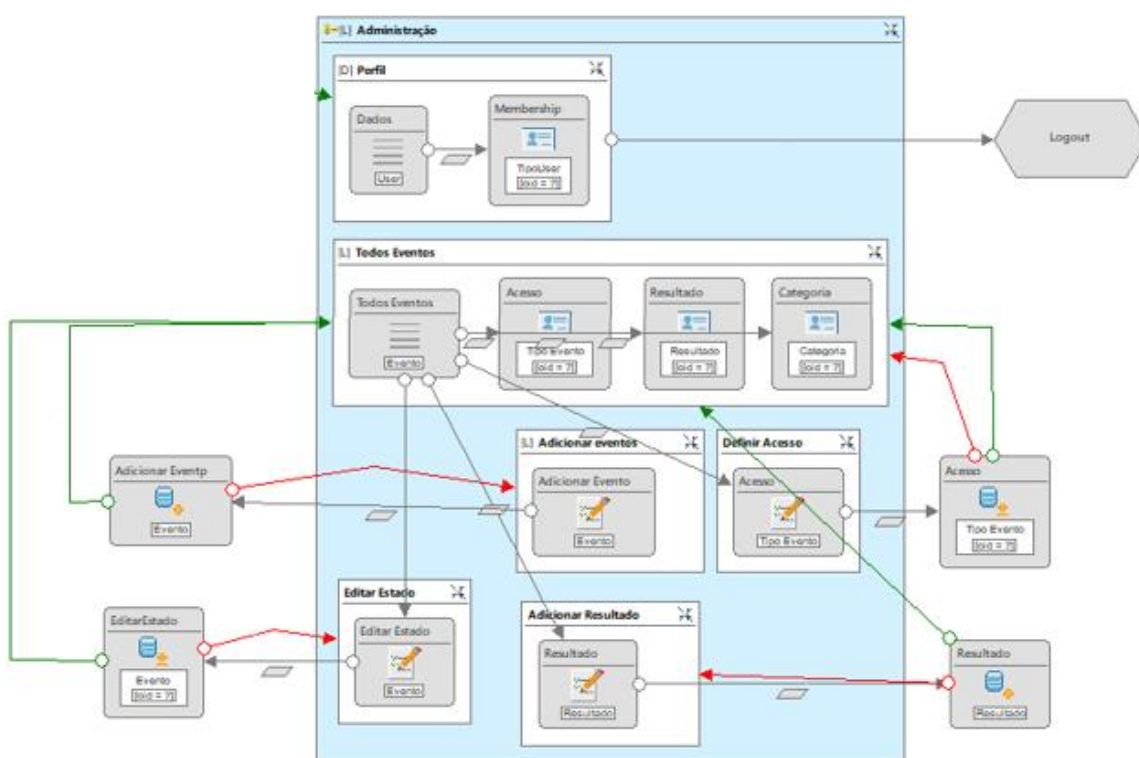 [L] Administração
[D] Perfil
Dados
User
Membership
TipoUser
[oid = ?]
Logout
[L] Todos Eventos
Todos Eventos
Evento
Acesso
Tipo Evento
[oid = ?]
Resultado
Resultado
[oid = ?]
Categoria
Categoria
[oid = ?]
Adicionar Eventp
Evento
[L] Adicionar eventos
Adicionar Evento
Evento
Definir Acesso
Acesso
Tipo Evento
Acesso
Tipo Evento
[oid = ?]
EditarEstado
Evento
[oid = ?]
Editar Estado
Editar Estado
Evento
Adicionar Resultado
Resultado
Resultado
Resultado
Resultado